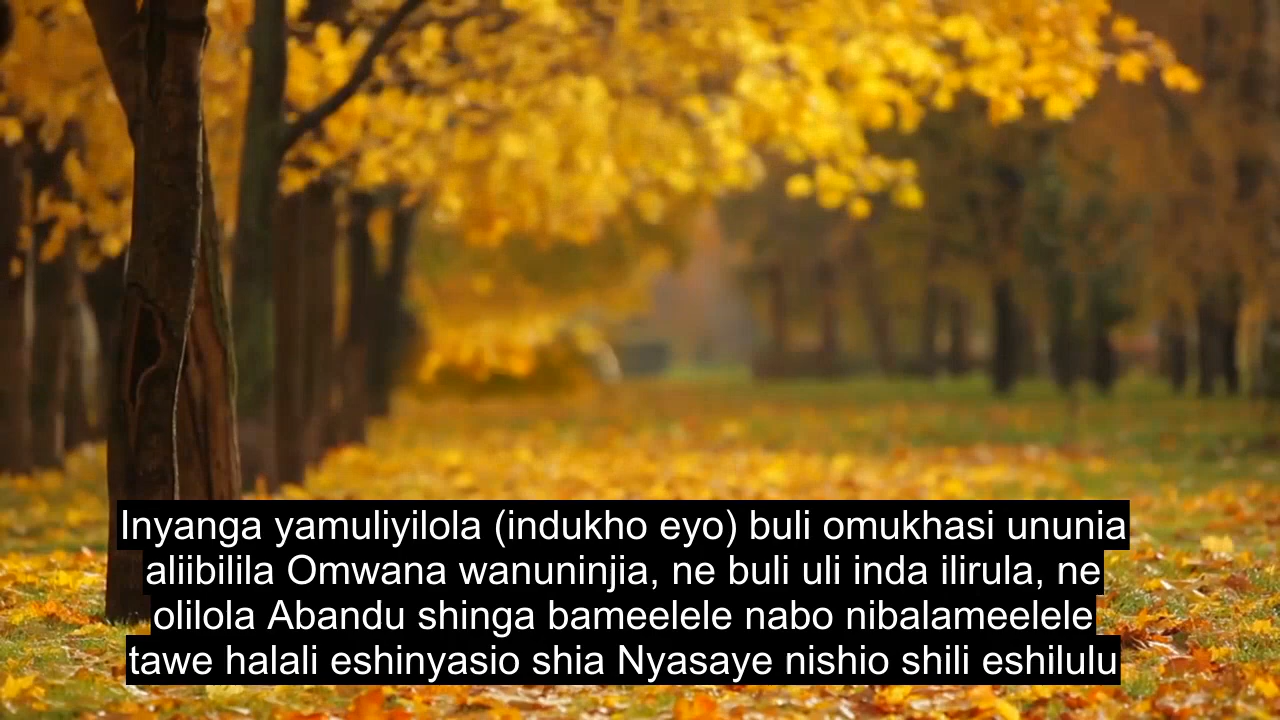 Inyanga yamuliyilola (indukho eyo) buli omukhasi ununia
aliibilila Omwana wanuninjia, ne buli uli inda ilirula, ne
olilola Abandu shinga bameelele nabo nibalameelele
tawe halali eshinyasio shia Nyasaye nishio shili eshilulu